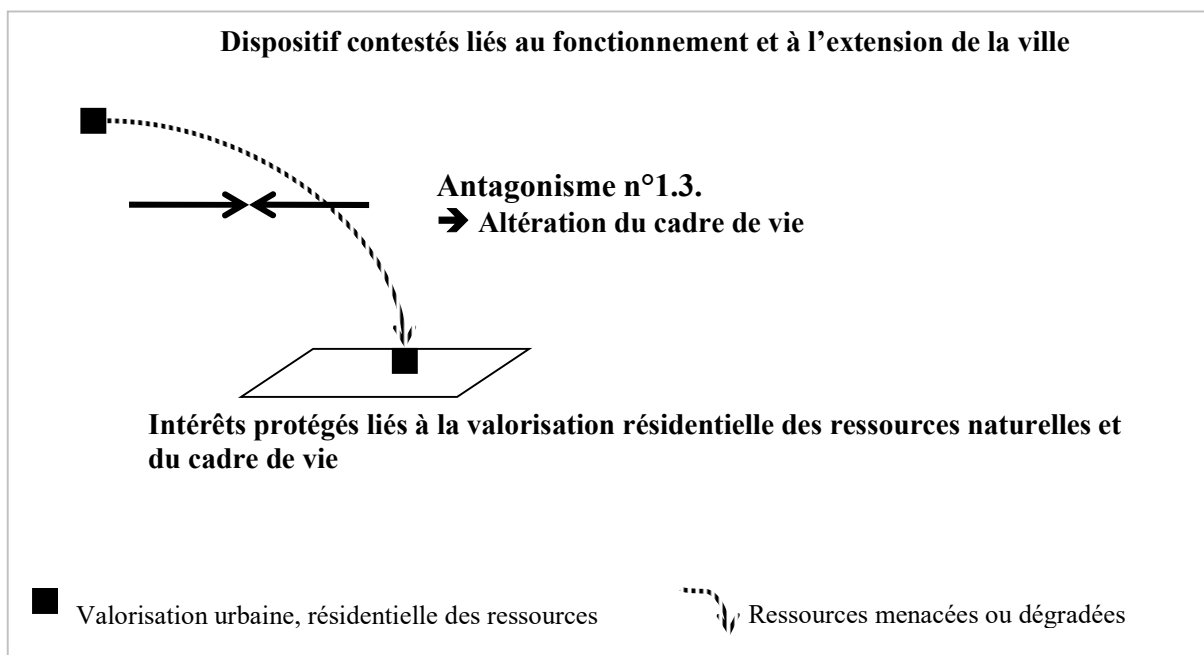 Dispositif contestés liés au fonctionnement et à l’extension de la ville
Antagonisme n°1.3.
➔ Altération du cadre de vie
Intérêts protégés liés à la valorisation résidentielle des ressources naturelles et
du cadre de vie
Valorisation urbaine, résidentielle des ressources
Ressources menacées ou dégradées